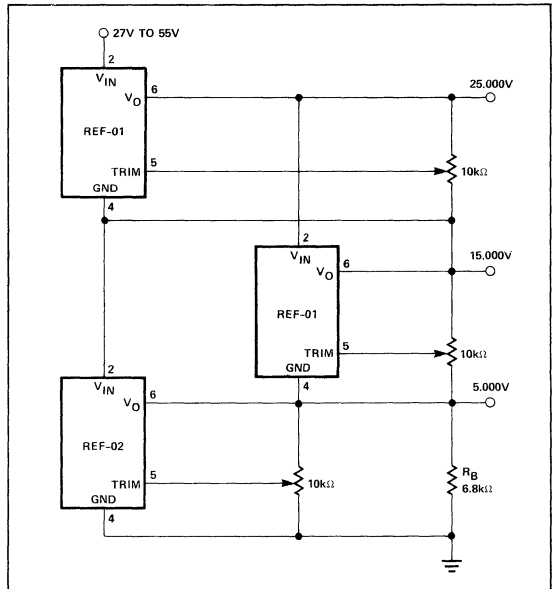 27V TO 55V
2
VIN
VO
6
25.000V
REF-01
TRIM
5
10kΩ
GND
4
2
VIN
VO
6
15.000V
REF-01
TRIM
5
10kΩ
GND
4
2
VIN
VO
6
5.000V
REF-02
TRIM
5
10kΩ
RB
6.8kΩ
GND
4